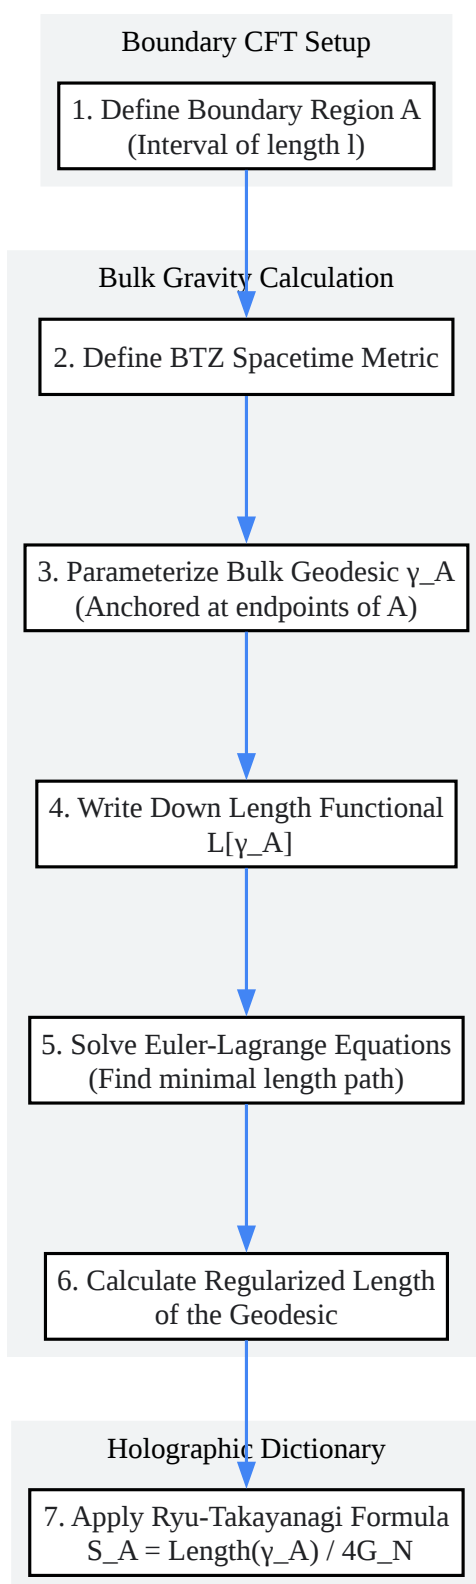 Boundary CFT Setup
1. Define Boundary Region A
(Interval of length l)
Bulk Gravity Calculation
2. Define BTZ Spacetime Metric
3. Parameterize Bulk Geodesic γ_A
(Anchored at endpoints of A)
4. Write Down Length Functional
L[γ_A]
5. Solve Euler-Lagrange Equations
(Find minimal length path)
6. Calculate Regularized Length
of the Geodesic
Holographic Dictionary
7. Apply Ryu-Takayanagi Formula
S_A = Length(γ_A) / 4G_N